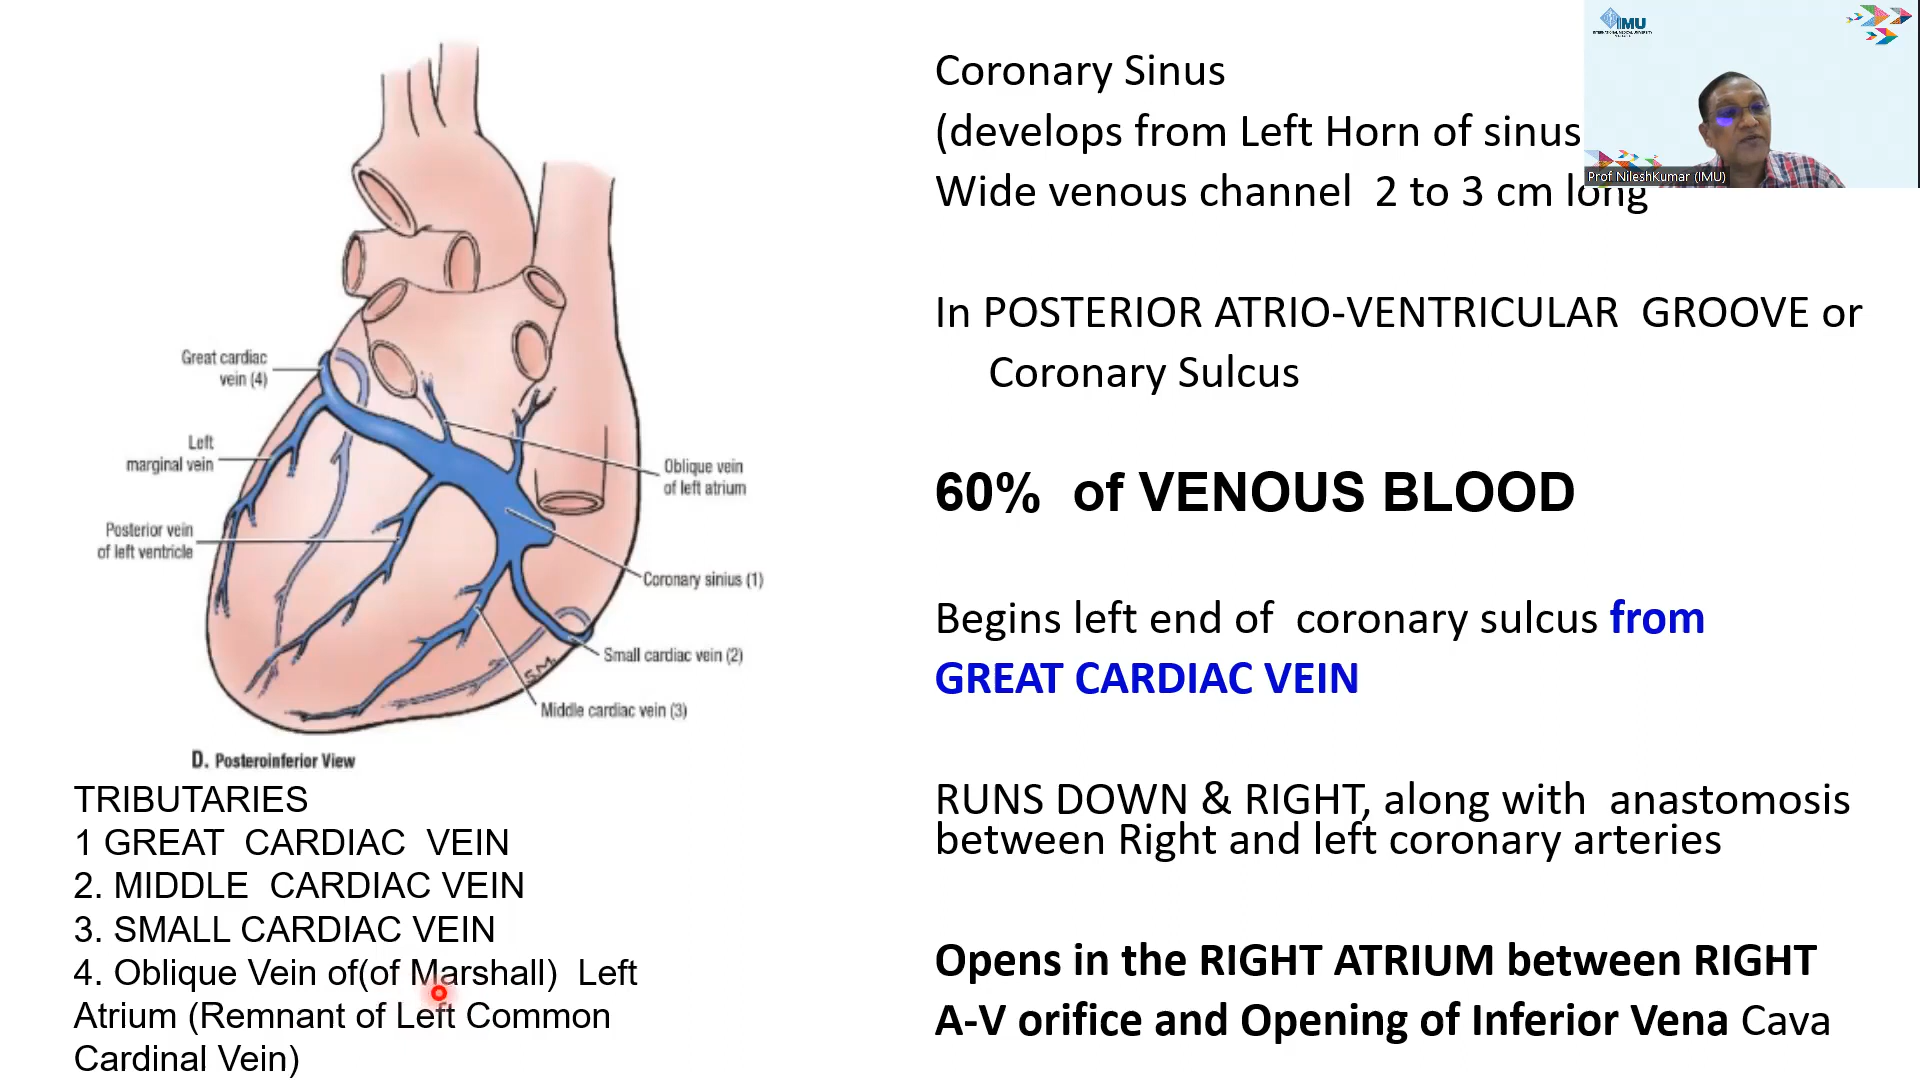 IMU
INTERNATIONAL MEDICAL UNIVERSITY
Prof NileshKumar (IMU)
Coronary Sinus
(develops from Left Horn of sinus
Wide venous channel 2 to 3 cm long
In POSTERIOR ATRIO-VENTRICULAR GROOVE or
Coronary Sulcus
60% of VENOUS BLOOD
Begins left end of coronary sulcus from
GREAT CARDIAC VEIN
RUNS DOWN & RIGHT, along with anastomosis
between Right and left coronary arteries
Opens in the RIGHT ATRIUM between RIGHT
A-V orifice and Opening of Inferior Vena Cava
Great cardiac
vein (4)
Left
marginal vein
Posterior vein
of left ventricle
Oblique vein
of left atrium
Coronary sinius (1)
Small cardiac vein (2)
Middle cardiac vein (3)
S.M.
D. Posteroinferior View
TRIBUTARIES
1 GREAT CARDIAC VEIN
2. MIDDLE CARDIAC VEIN
3. SMALL CARDIAC VEIN
4. Oblique Vein of(of Marshall) Left
Atrium (Remnant of Left Common
Cardinal Vein)